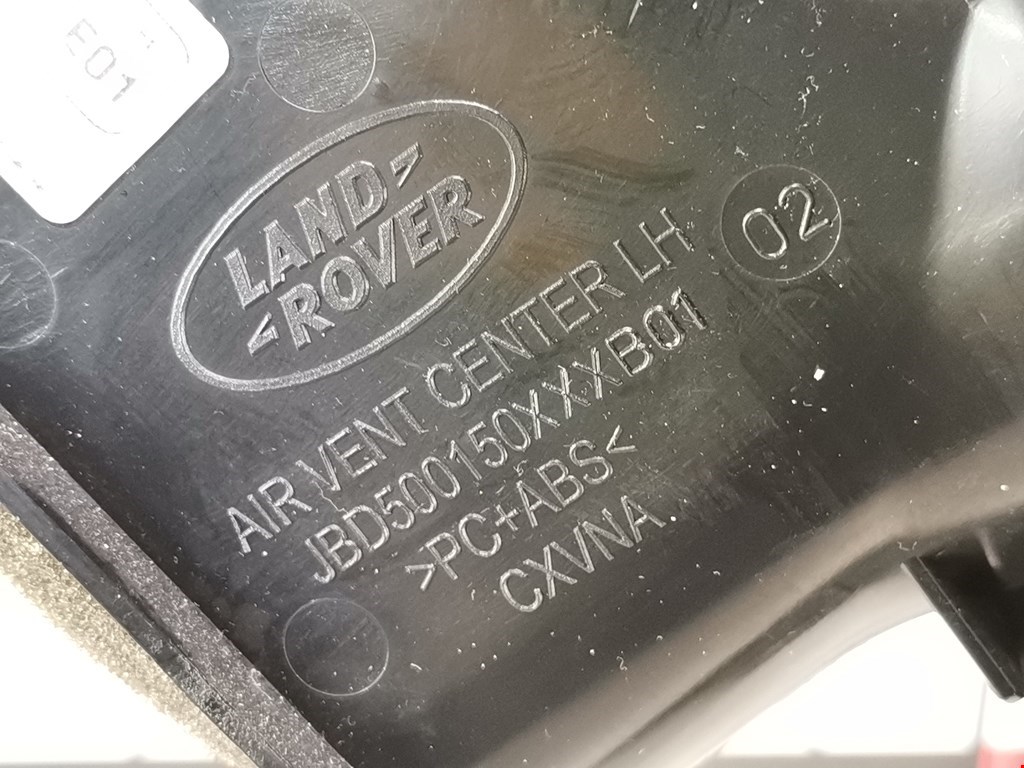 E01
LAND
ROVER
02
AIR VENT CENTER LH
JBD500150XXXB01
>PC+ABS<
CXVNA